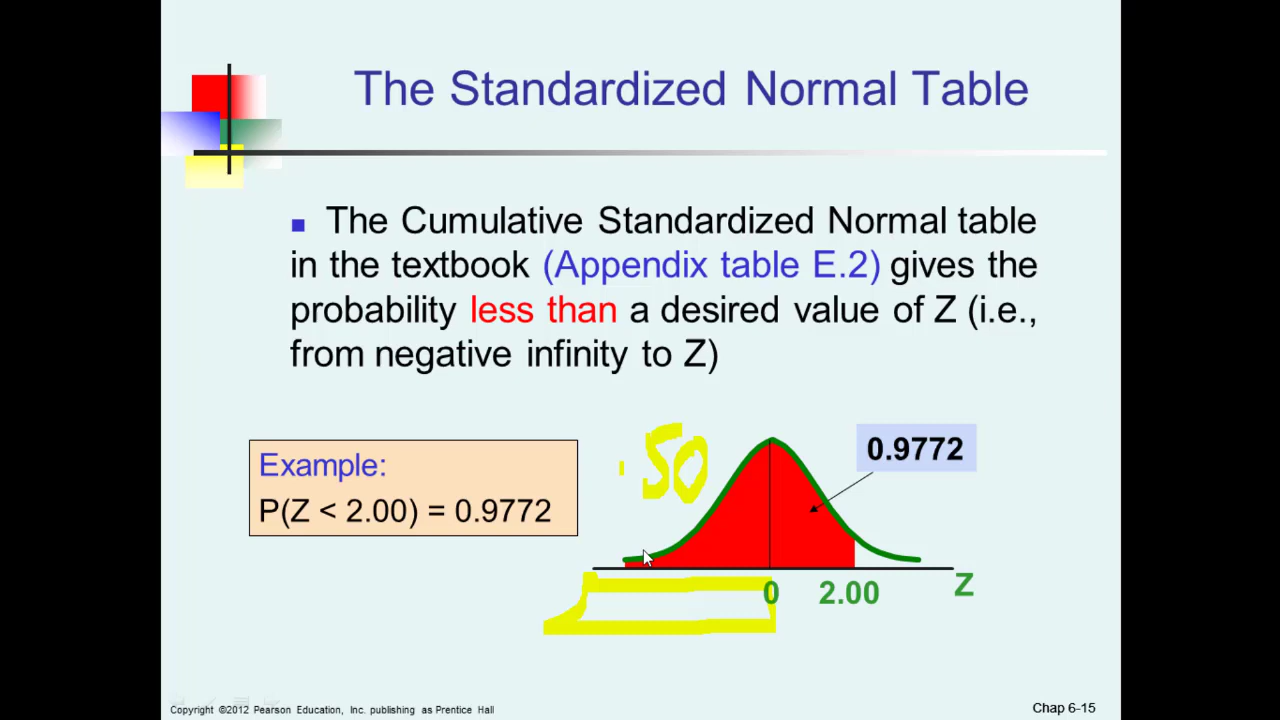 The Standardized Normal Table
The Cumulative Standardized Normal table
in the textbook (Appendix table E.2) gives the
probability less than a desired value of Z (i.e.,
from negative infinity to Z)
Example:
P(Z < 2.00) = 0.9772
.50
0.9772
0
2.00
Z
Copyright ©2012 Pearson Education, Inc. publishing as Prentice Hall
Chap 6-15